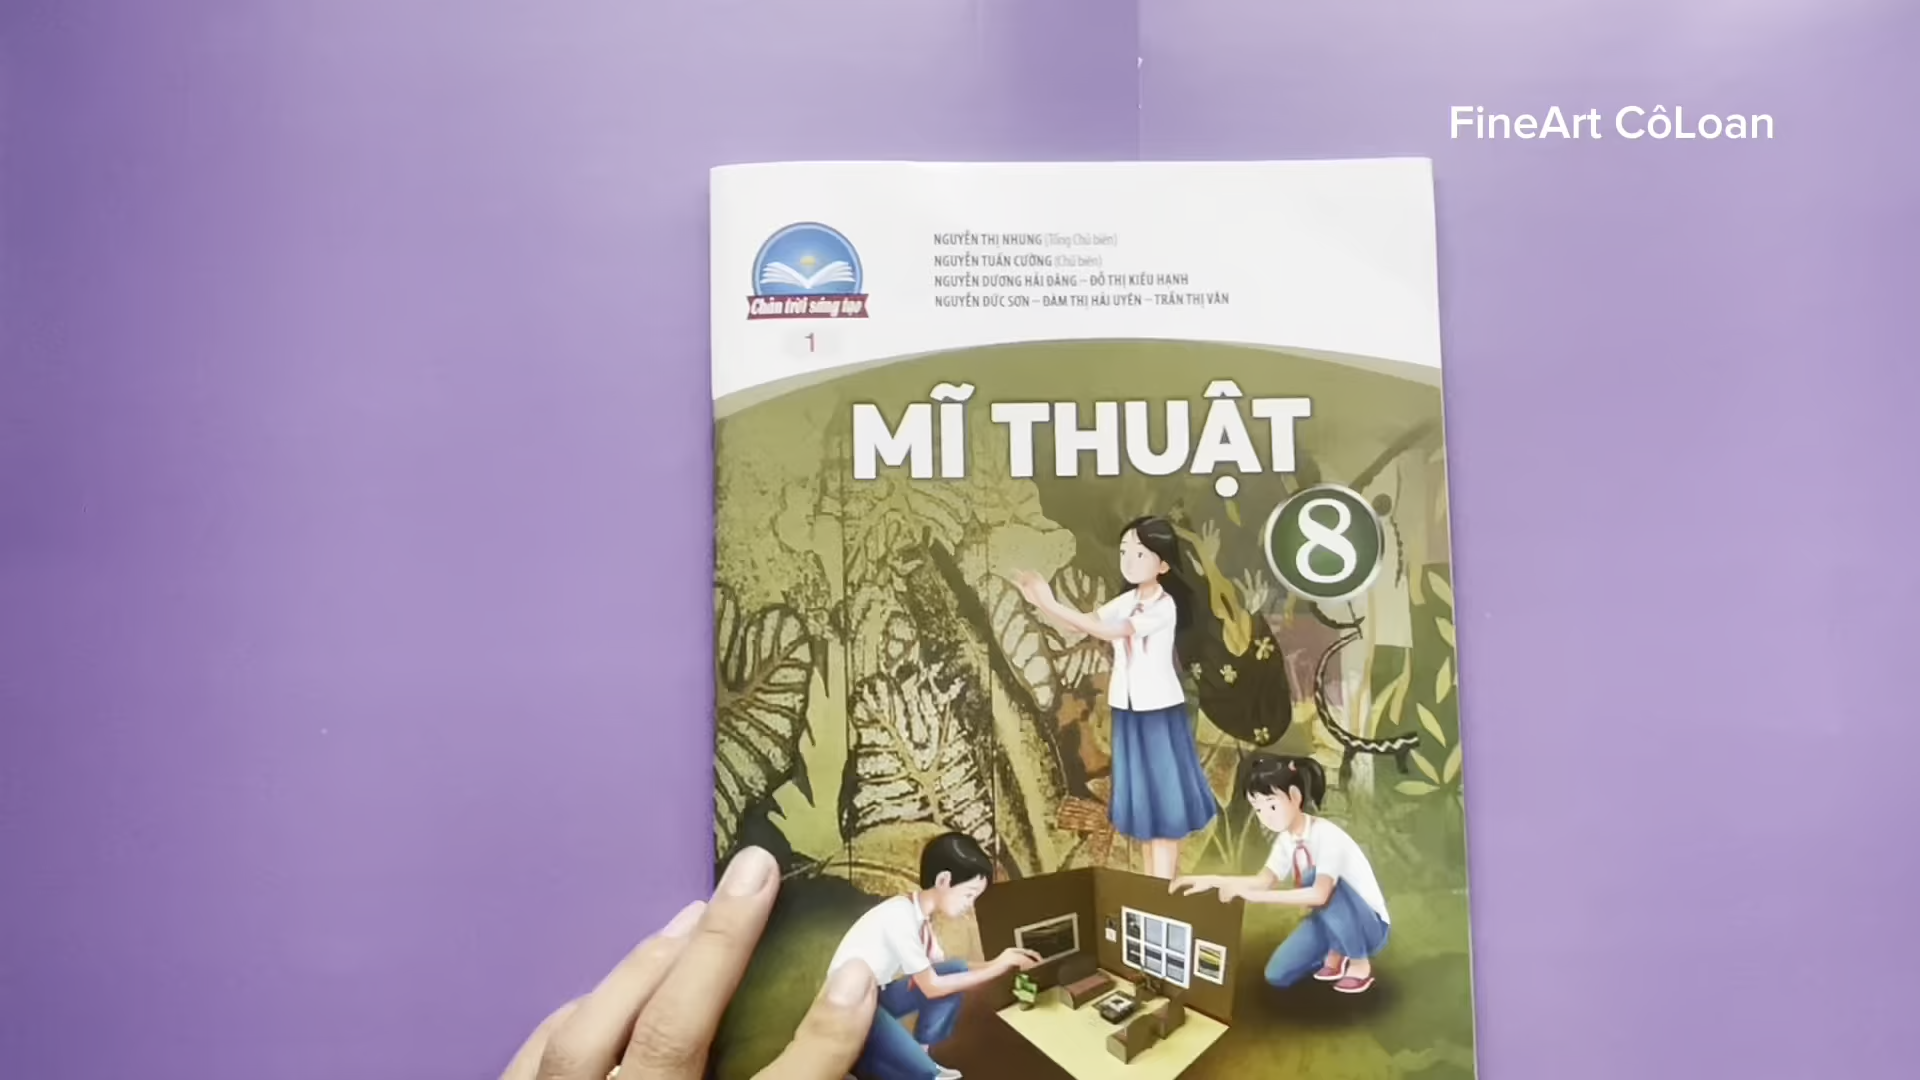 FineArt CôLoan
NGUYỄN THỊ NHUNG (Tổng Chủ biên)
NGUYỄN TUẤN CƯỜNG (Chủ biên)
NGUYỄN DƯƠNG HẢI ĐĂNG – ĐỖ THỊ KIỀU HẠNH
NGUYỄN ĐỨC SƠN – ĐÀM THỊ HẢI UYÊN – TRẦN THỊ VÂN
Chân trời sáng tạo
1
MĨ THUẬT
8